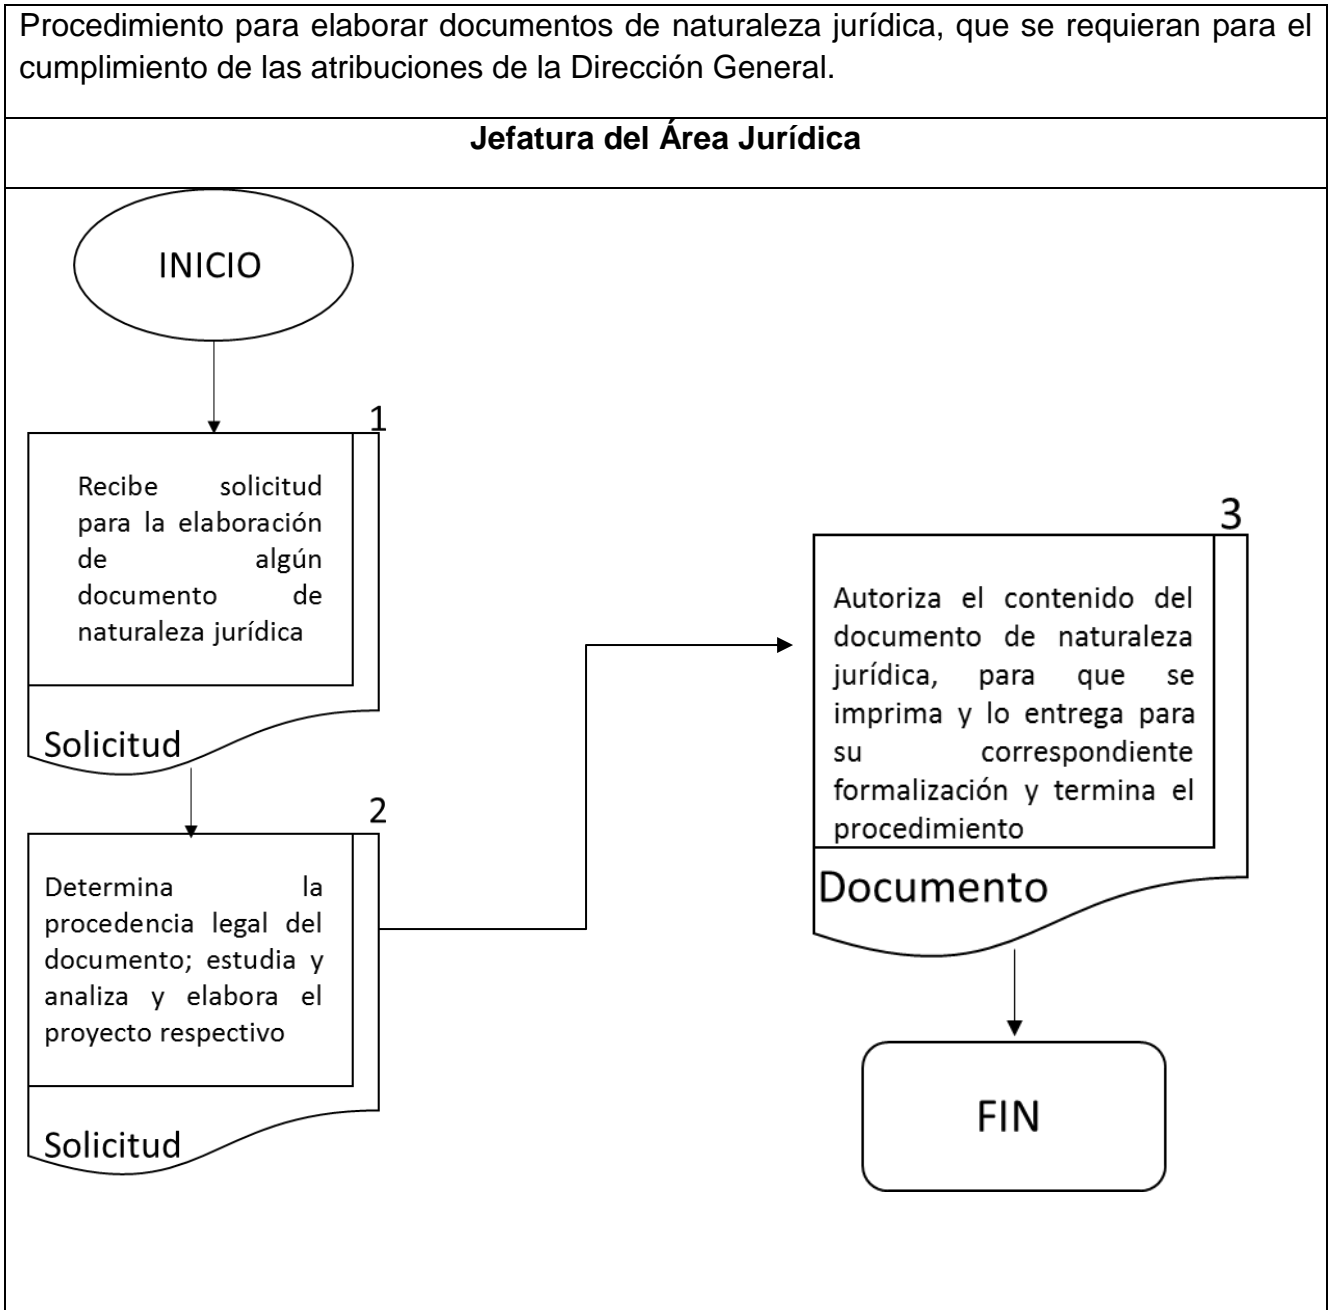 Procedimiento para elaborar documentos de naturaleza jurídica, que se requieran para el
cumplimiento de las atribuciones de la Dirección General.
Jefatura del Área Jurídica
INICIO
1
Recibe solicitud
para la elaboración
de algún
documento de
naturaleza jurídica
Solicitud
2
Determina la
procedencia legal del
documento; estudia y
analiza y elabora el
proyecto respectivo
Solicitud
3
Autoriza el contenido del
documento de naturaleza
jurídica, para que se
imprima y lo entrega para
su correspondiente
formalización y termina el
procedimiento
Documento
FIN